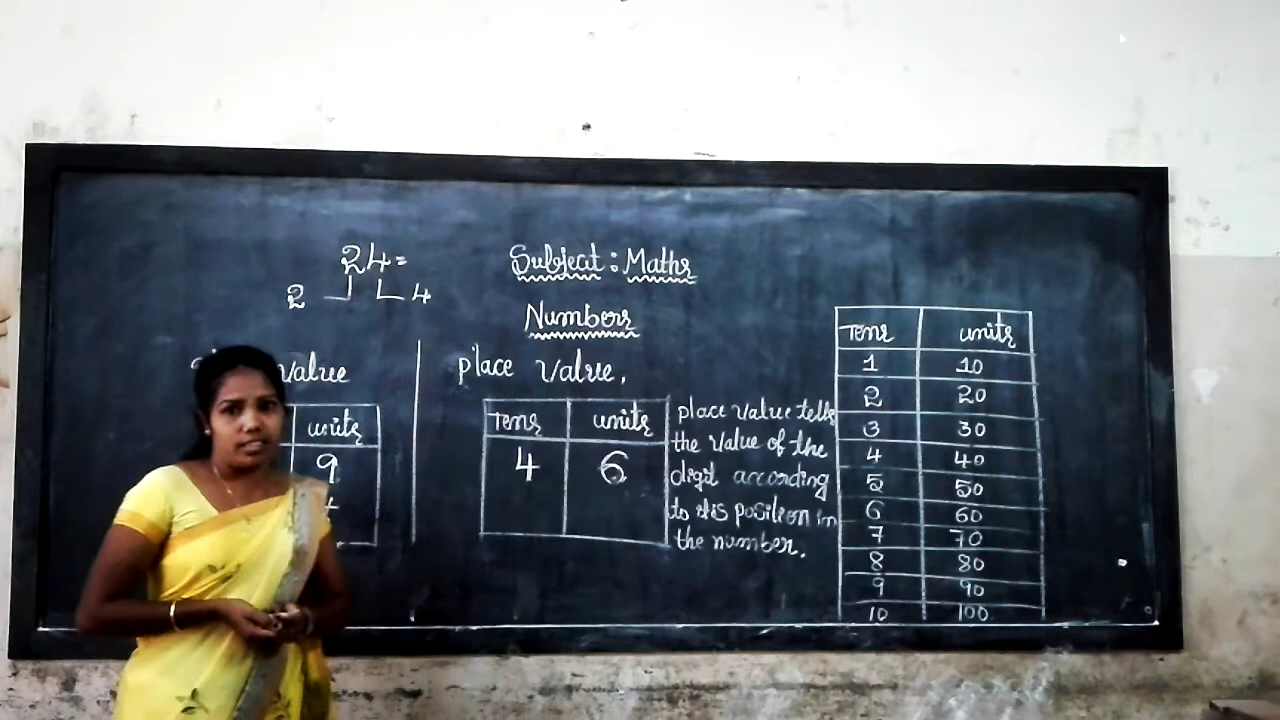 24=
2 4
Subject : Maths
Numbers
value
units
9
place value.
Tens units
4 6
place value tells
the value of the
digit according
to its position in
the number.
Tens units
1 10
2 20
3 30
4 40
5 50
6 60
7 70
8 80
9 90
10 100